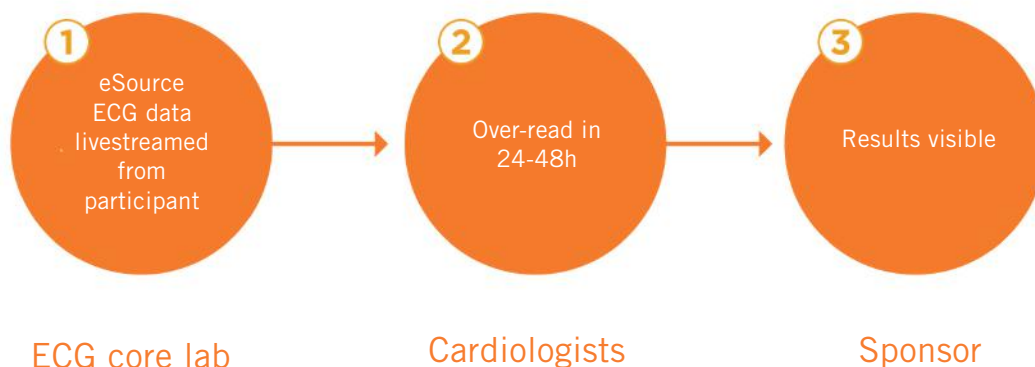 1
eSource
ECG data
livestreamed
from
participant
2
Over-read in
24-48h
3
Results visible
ECG core lab
Cardiologists
Sponsor